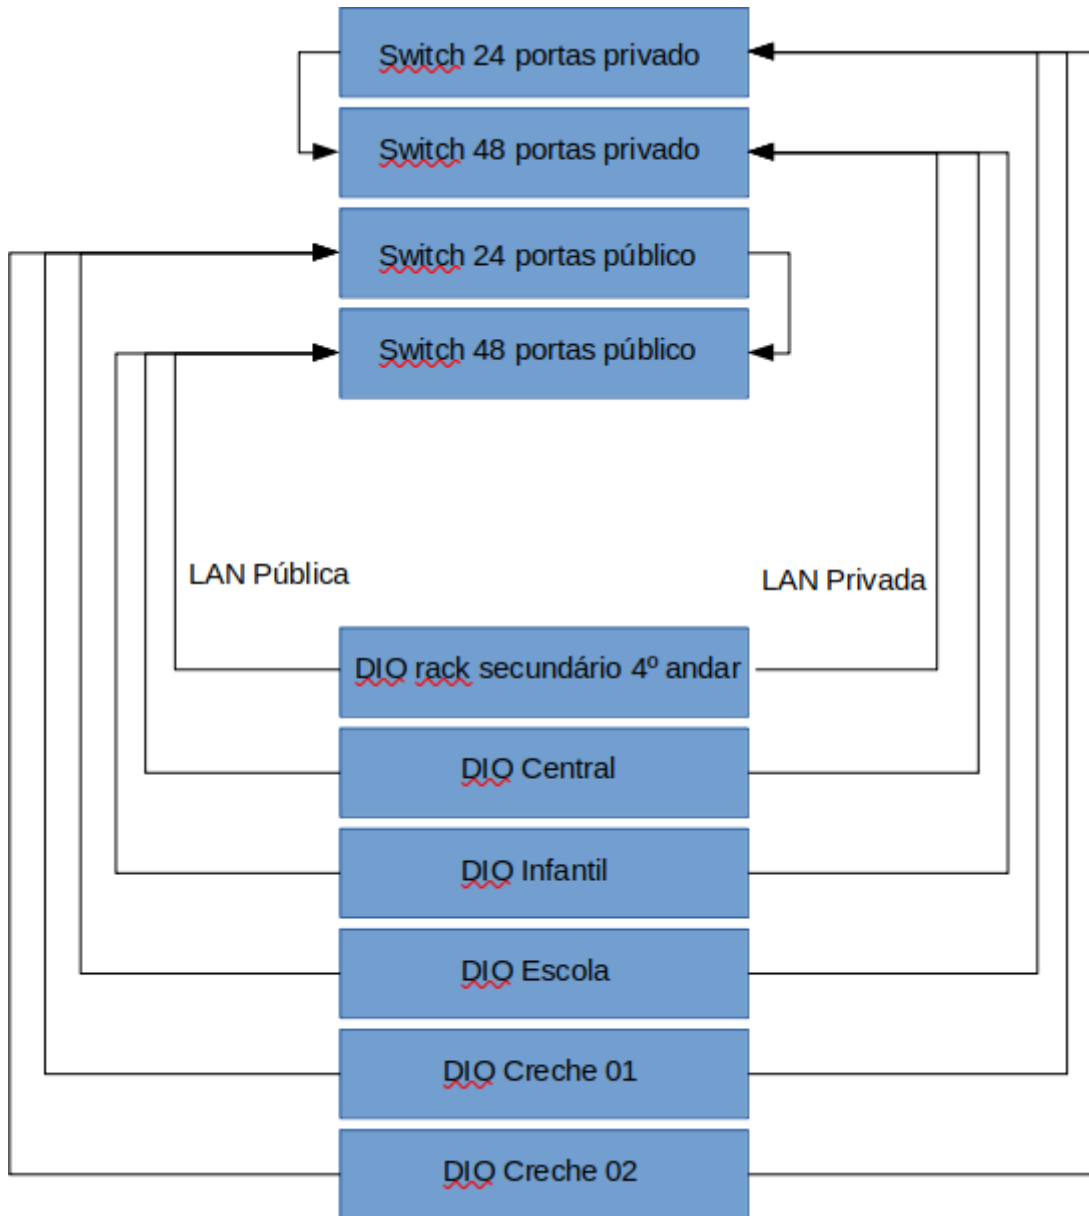 Switch 24 portas privado
Switch 48 portas privado
Switch 24 portas público
Switch 48 portas público
LAN Pública
LAN Privada
DIO rack secundário 4º andar
DIO Central
DIO Infantil
DIO Escola
DIO Creche 01
DIO Creche 02